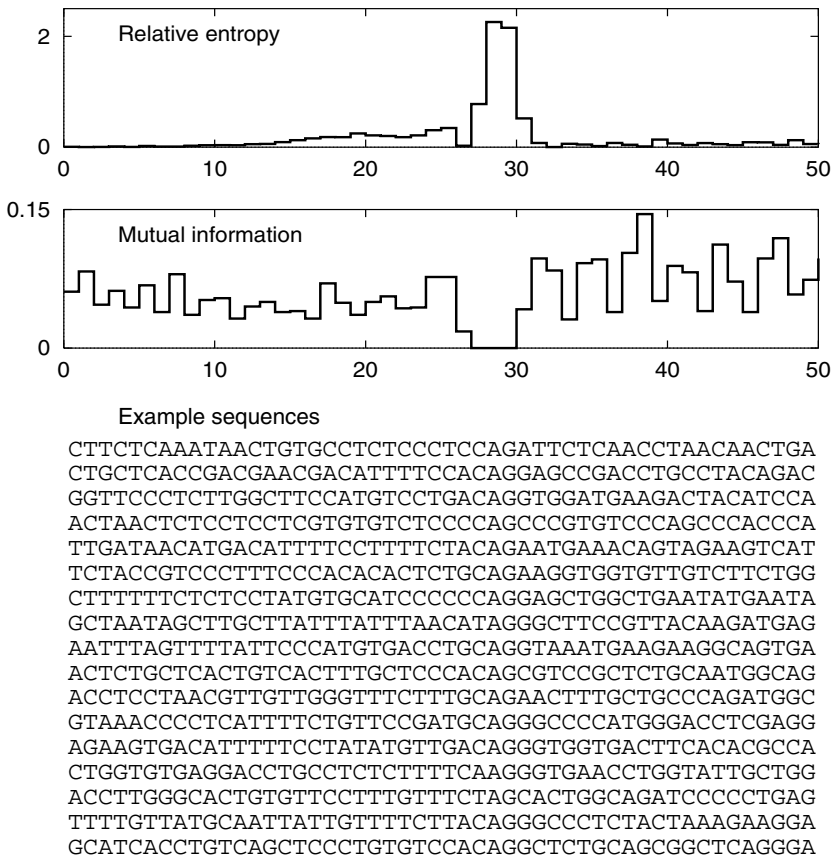 Relative entropy
2
0
0 10 20 30 40 50
0.15
Mutual information
0
0 10 20 30 40 50
Example sequences
CTTCTCAAATAACTGTGCCTCTCCCTCCAGATTCTCAACCTAACAACTGA
CTGCTCACCGACGAACGACATTTTCCACAGGAGCCGACCTGCCTACAGAC
GGTTCCCTCTTGGCTTCCATGTCCTGACAGGTGGATGAAGACTACATCCA
ACTAACTCTCCTCCTCGTGTGTCTCCCCAGCCCGTGTCCCAGCCCACCCA
TTGATAACATGACATTTTCCTTTTCTACAGAATGAAACAGTAGAAGTCAT
TCTACCGTCCCTTTCCCACACACTCTGCAGAAGGTGGTGTTGTCTTCTGG
CTTTTTTCTCTCCTATGTGCATCCCCCCAGGAGCTGGCTGAATATGAATA
GCTAATAGCTTGCTTATTTATTTAACATAGGGCTTCCGTTACAAGATGAG
AATTTAGTTTTATTCCCATGTGACCTGCAGGTAAATGAAGAAGGCAGTGA
ACTCTGCTCACTGTCACTTTGCTCCCACAGCGTCCGCTCTGCAATGGCAG
ACCTCCTAACGTTGTTGGGTTTCTTTGCAGAACTTTGCTGCCCAGATGGC
GTAAACCCCTCATTTTCTGTTCCGATGCAGGGCCCCATGGGACCTCGAGG
AGAAGTGACATTTTTCCTATATGTTGACAGGGTGGTGACTTCACACGCCA
CTGGTGTGAGGACCTGCCTCTCTTTTCAAGGGTGAACCTGGTATTGCTGG
ACCTTGGGCACTGTGTTCCTTTGTTTCTAGCACTGGCAGATCCCCCTGAG
TTTTGTTATGCAATTATTGTTTTCTTACAGGGCCCTCTACTAAAGAAGGA
GCATCACCTGTCAGCTCCCTGTGTCCACAGGCTCTGCAGCGGCTCAGGGA